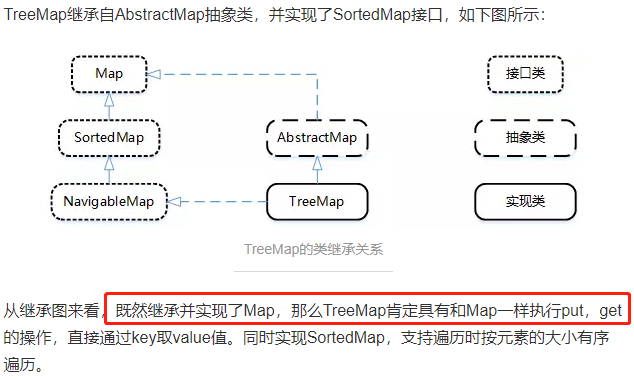 TreeMap继承自AbstractMap抽象类，并实现了SortedMap接口，如下图所示：
Map
接口类
SortedMap
AbstractMap
抽象类
NavigableMap
TreeMap
实现类
TreeMap的类继承关系
从继承图来看，既然继承并实现了Map，那么TreeMap肯定具有和Map一样执行put，get
的操作，直接通过key取value值。同时实现SortedMap，支持遍历时按元素的大小有序
遍历。